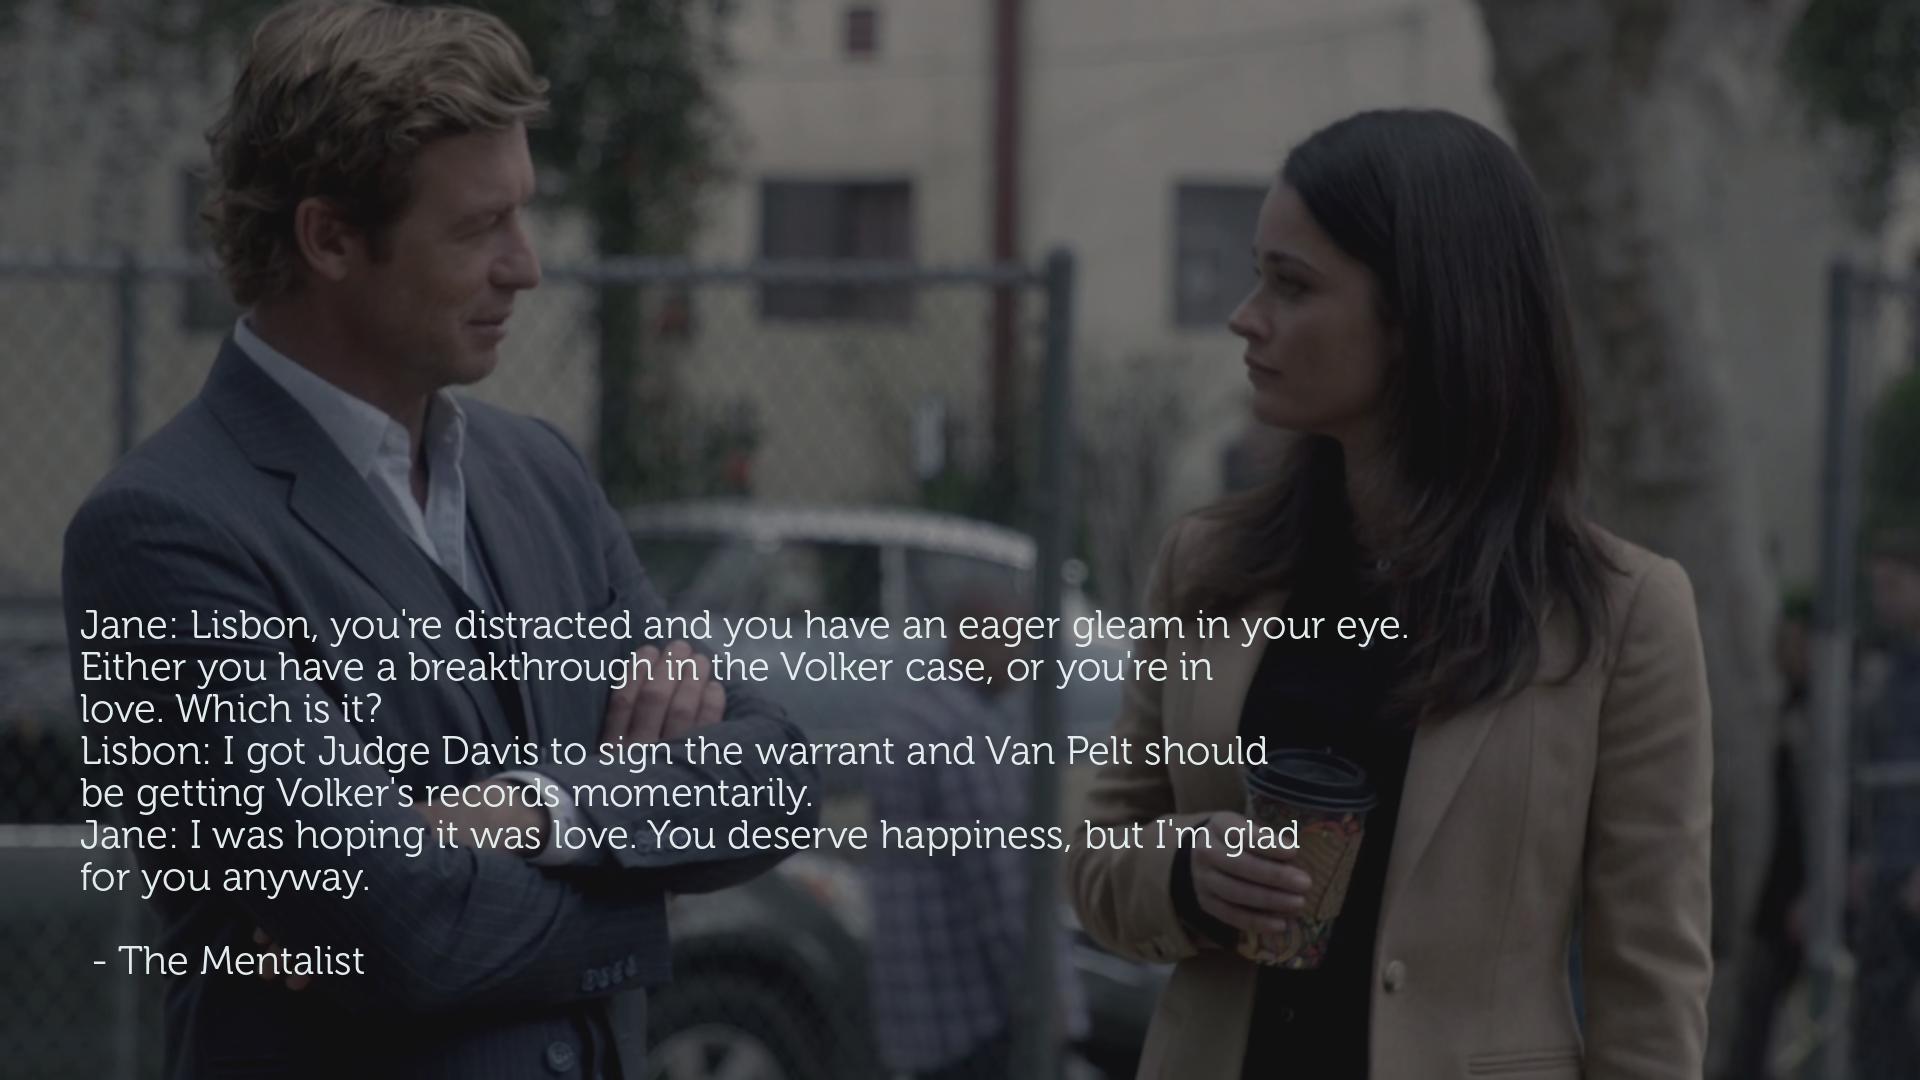 Jane: Lisbon, you're distracted and you have an eager gleam in your eye.
Either you have a breakthrough in the Volker case, or you're in
love. Which is it?
Lisbon: I got Judge Davis to sign the warrant and Van Pelt should
be getting Volker's records momentarily.
Jane: I was hoping it was love. You deserve happiness, but I'm glad
for you anyway.
- The Mentalist